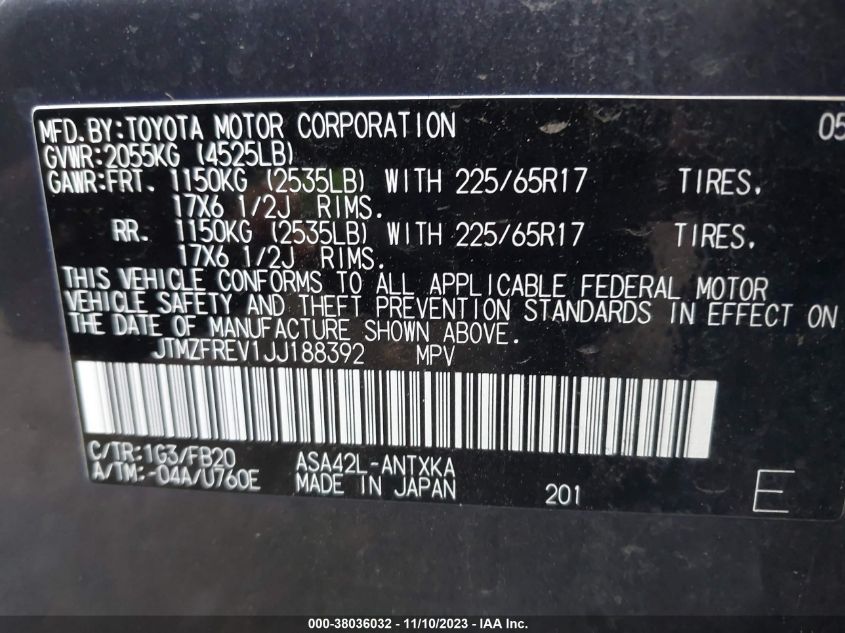 MFD.BY:TOYOTA MOTOR CORPORATION 05
GVWR:2055KG (4525LB)
GAWR:FRT. 1150KG (2535LB) WITH 225/65R17 TIRES,
17X6 1/2J RIMS.
RR. 1150KG (2535LB) WITH 225/65R17 TIRES,
17X6 1/2J RIMS.
THIS VEHICLE CONFORMS TO ALL APPLICABLE FEDERAL MOTOR
VEHICLE SAFETY AND THEFT PREVENTION STANDARDS IN EFFECT ON
THE DATE OF MANUFACTURE SHOWN ABOVE.
JTMZFREV1JJ188392 MPV
C/TR:1G3/FB20 ASA42L-ANTXKA
A/TM:-04A/U760E MADE IN JAPAN 201 E
000-38036032 - 11/10/2023 - IAA Inc.